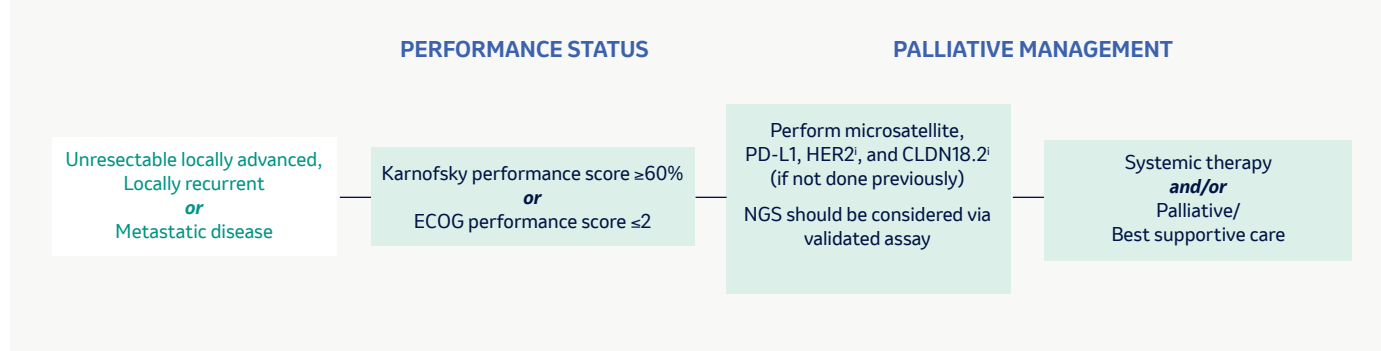 PERFORMANCE STATUS
PALLIATIVE MANAGEMENT
Unresectable locally advanced,
Locally recurrent
or
Metastatic disease
Karnofsky performance score ≥60%
or
ECOG performance score ≤2
Perform microsatellite,
PD-L1, HER2ⁱ, and CLDN18.2ⁱ
(if not done previously)
NGS should be considered via
validated assay
Systemic therapy
and/or
Palliative/
Best supportive care